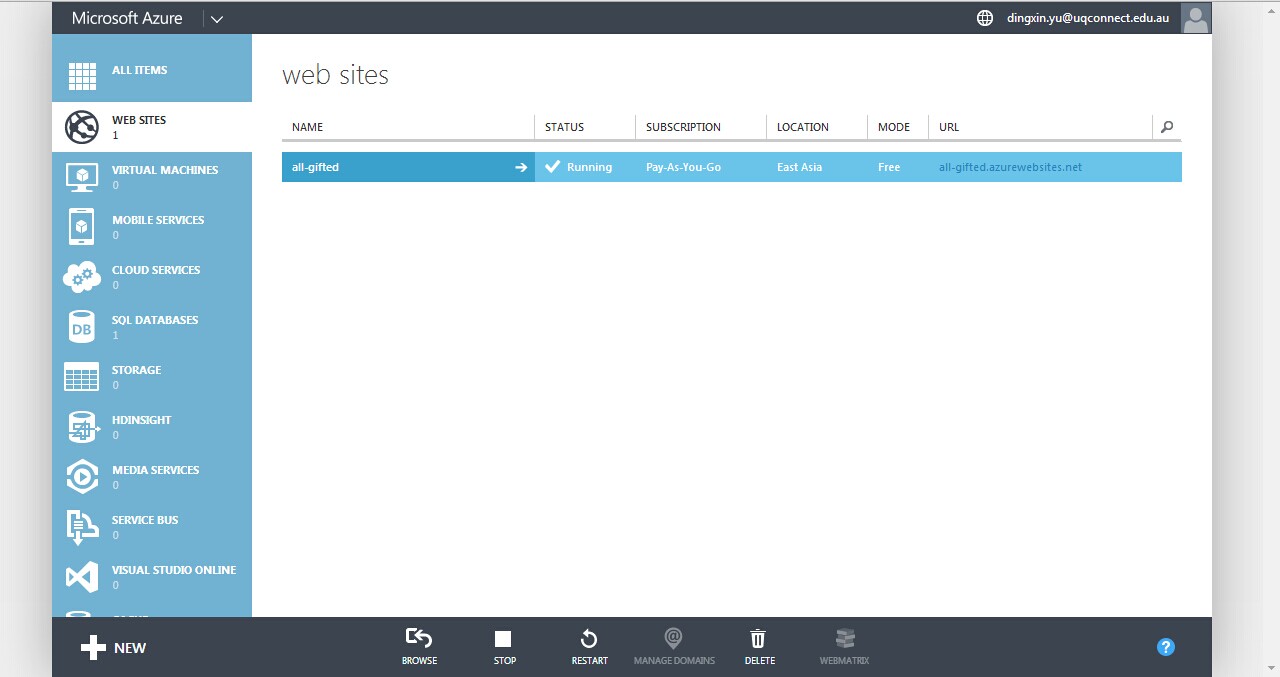 Microsoft Azure
dingxin.yu@uqconnect.edu.au
ALL ITEMS
WEB SITES
1
VIRTUAL MACHINES
0
MOBILE SERVICES
0
CLOUD SERVICES
0
DB
SQL DATABASES
1
STORAGE
0
HDINSIGHT
0
MEDIA SERVICES
0
SERVICE BUS
0
VISUAL STUDIO ONLINE
0
web sites
NAME STATUS SUBSCRIPTION LOCATION MODE URL
all-gifted Running Pay-As-You-Go East Asia Free all-gifted.azurewebsites.net
NEW
BROWSE STOP RESTART MANAGE DOMAINS DELETE WEBMATRIX
?